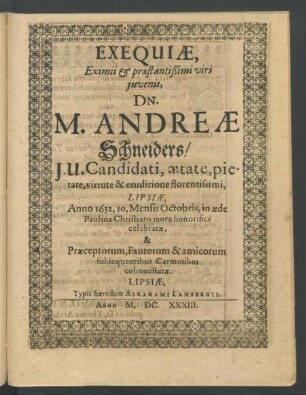 EXEQUIÆ,
Eximii & præstantissimi viri
juvenis,
DN.
M. ANDREÆ
Schneiders/
J.U. Candidati, ætate, pie-
tate, virtute & eruditione florentissimi,
LIPSIÆ,
Anno 1632. 10. Mensis Octobris, in æde
Paulina Christiano more honorificè
celebratæ,
&
Præceptorum, Fautorum & amicorum
subsequentibus Carminibus
cohonestatæ.
LIPSIÆ,
Typis hæredum ABRAHAMI LAMBERGII.
ANNO M. DC. XXXIII.